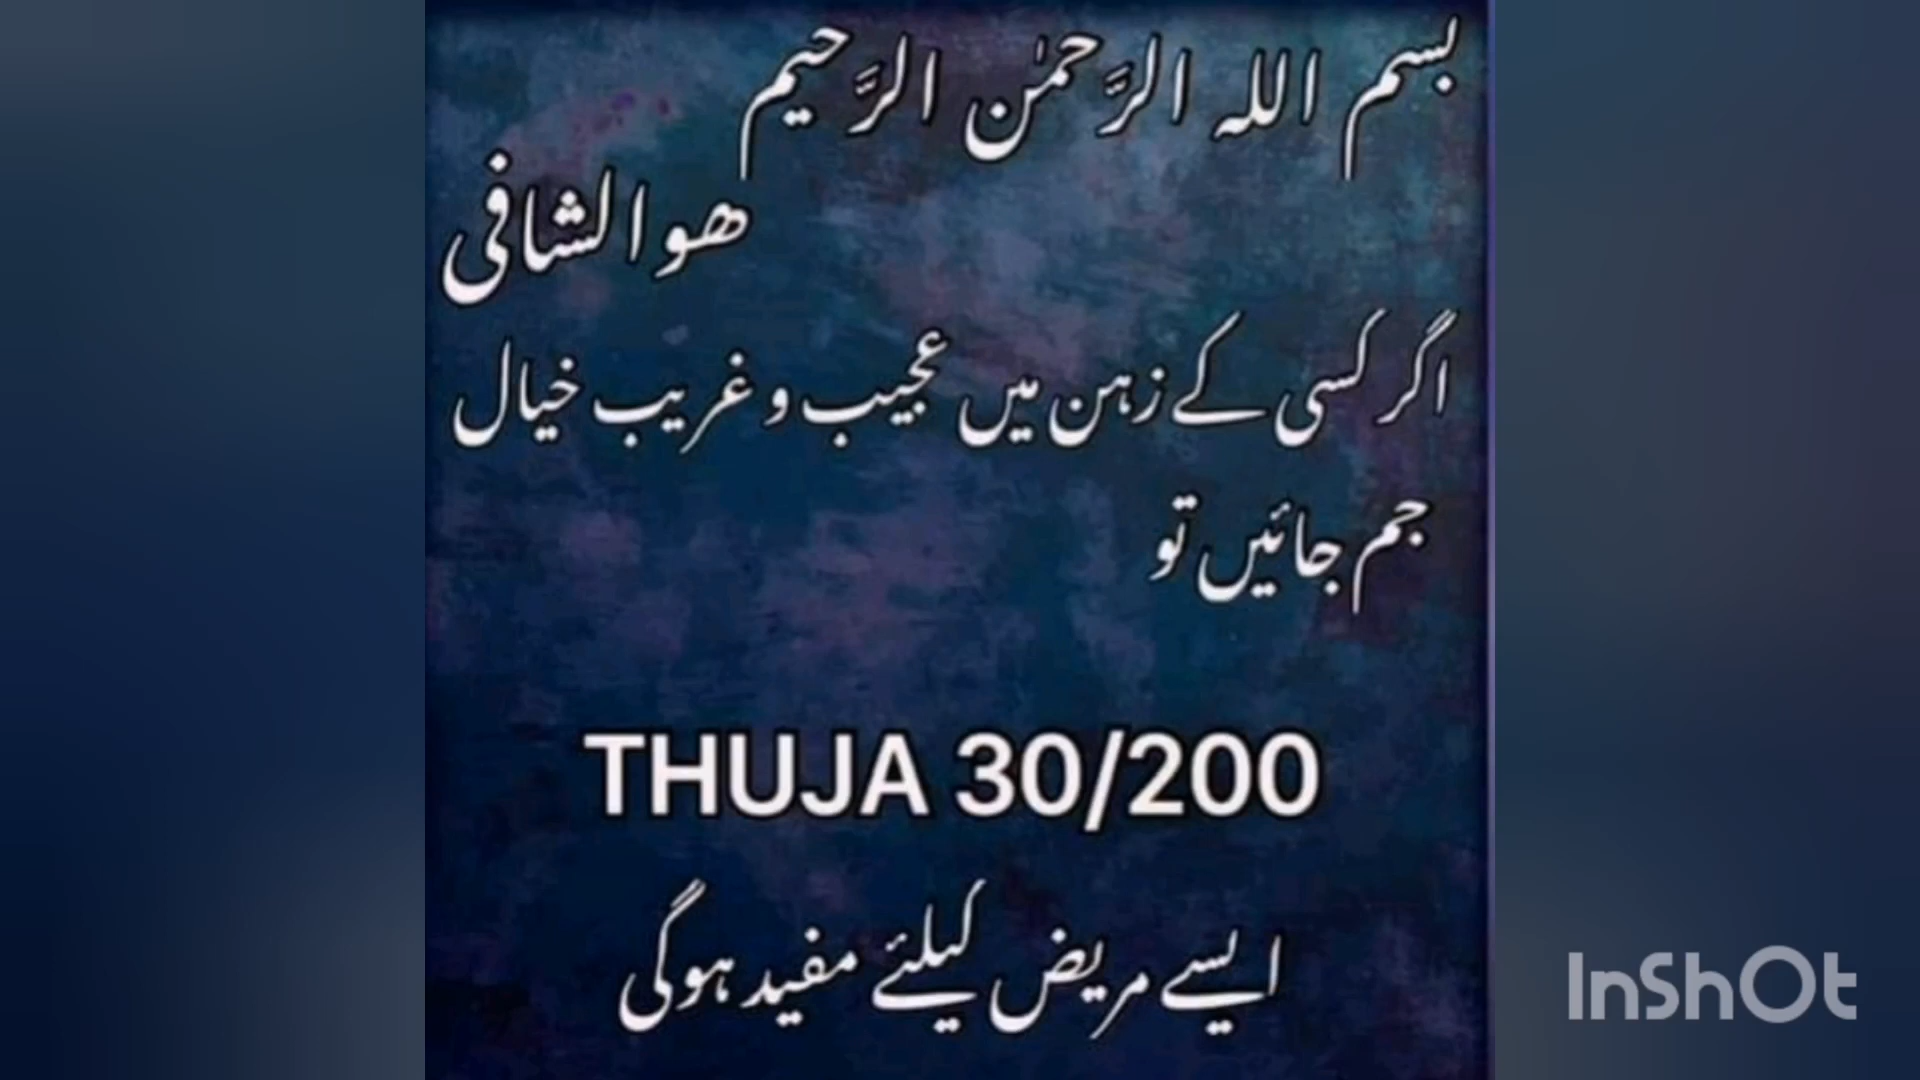 بسم اللہ الرَّحمٰن الرَّحیم
ھوالشافی
اگر کسی کے زہن میں عجیب و غریب خیال
جم جائیں تو
THUJA 30/200
ایسے مریض کیلئے مفید ہوگی
InShOt